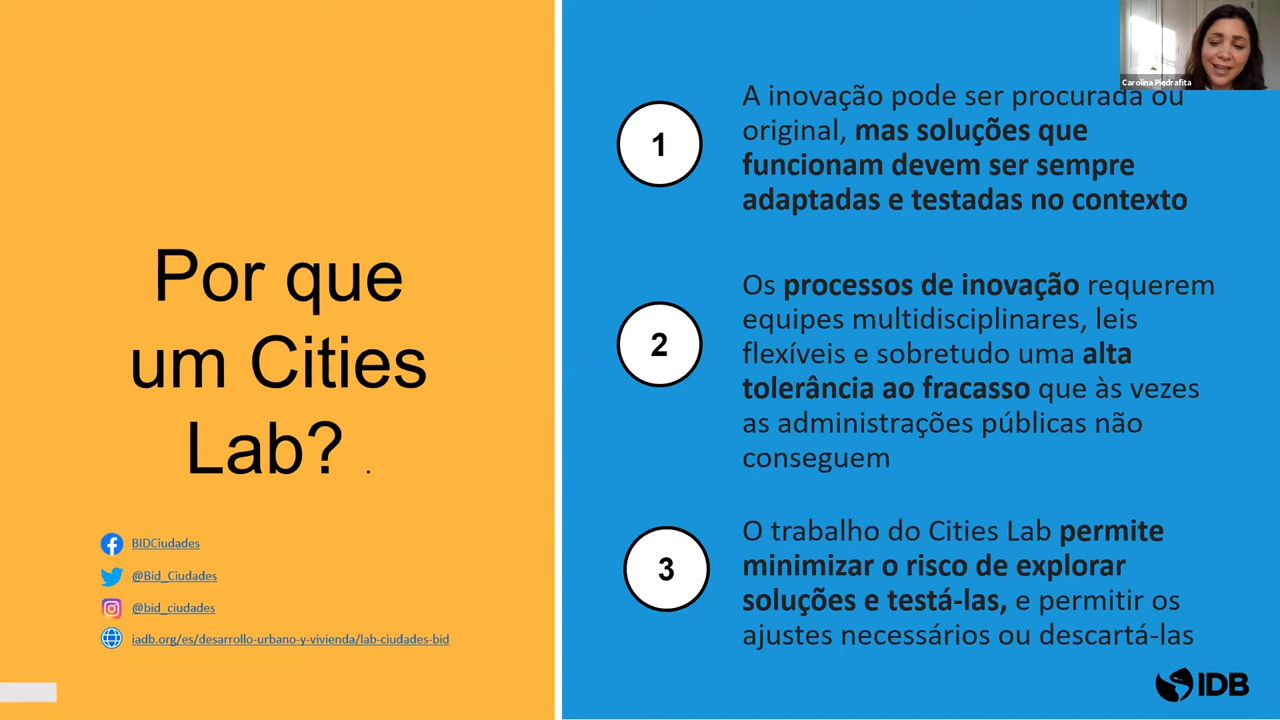 Por que
um Cities
Lab? .
BIDCiudades
@Bid_Ciudades
@bid_ciudades
iadb.org/es/desarrollo-urbano-y-vivienda/lab-ciudades-bid
Carolina Piedrafita
1
A inovação pode ser procurada ou
original, mas soluções que
funcionam devem ser sempre
adaptadas e testadas no contexto
2
Os processos de inovação requerem
equipes multidisciplinares, leis
flexíveis e sobretudo uma alta
tolerância ao fracasso que às vezes
as administrações públicas não
conseguem
3
O trabalho do Cities Lab permite
minimizar o risco de explorar
soluções e testá-las, e permitir os
ajustes necessários ou descartá-las
IDB